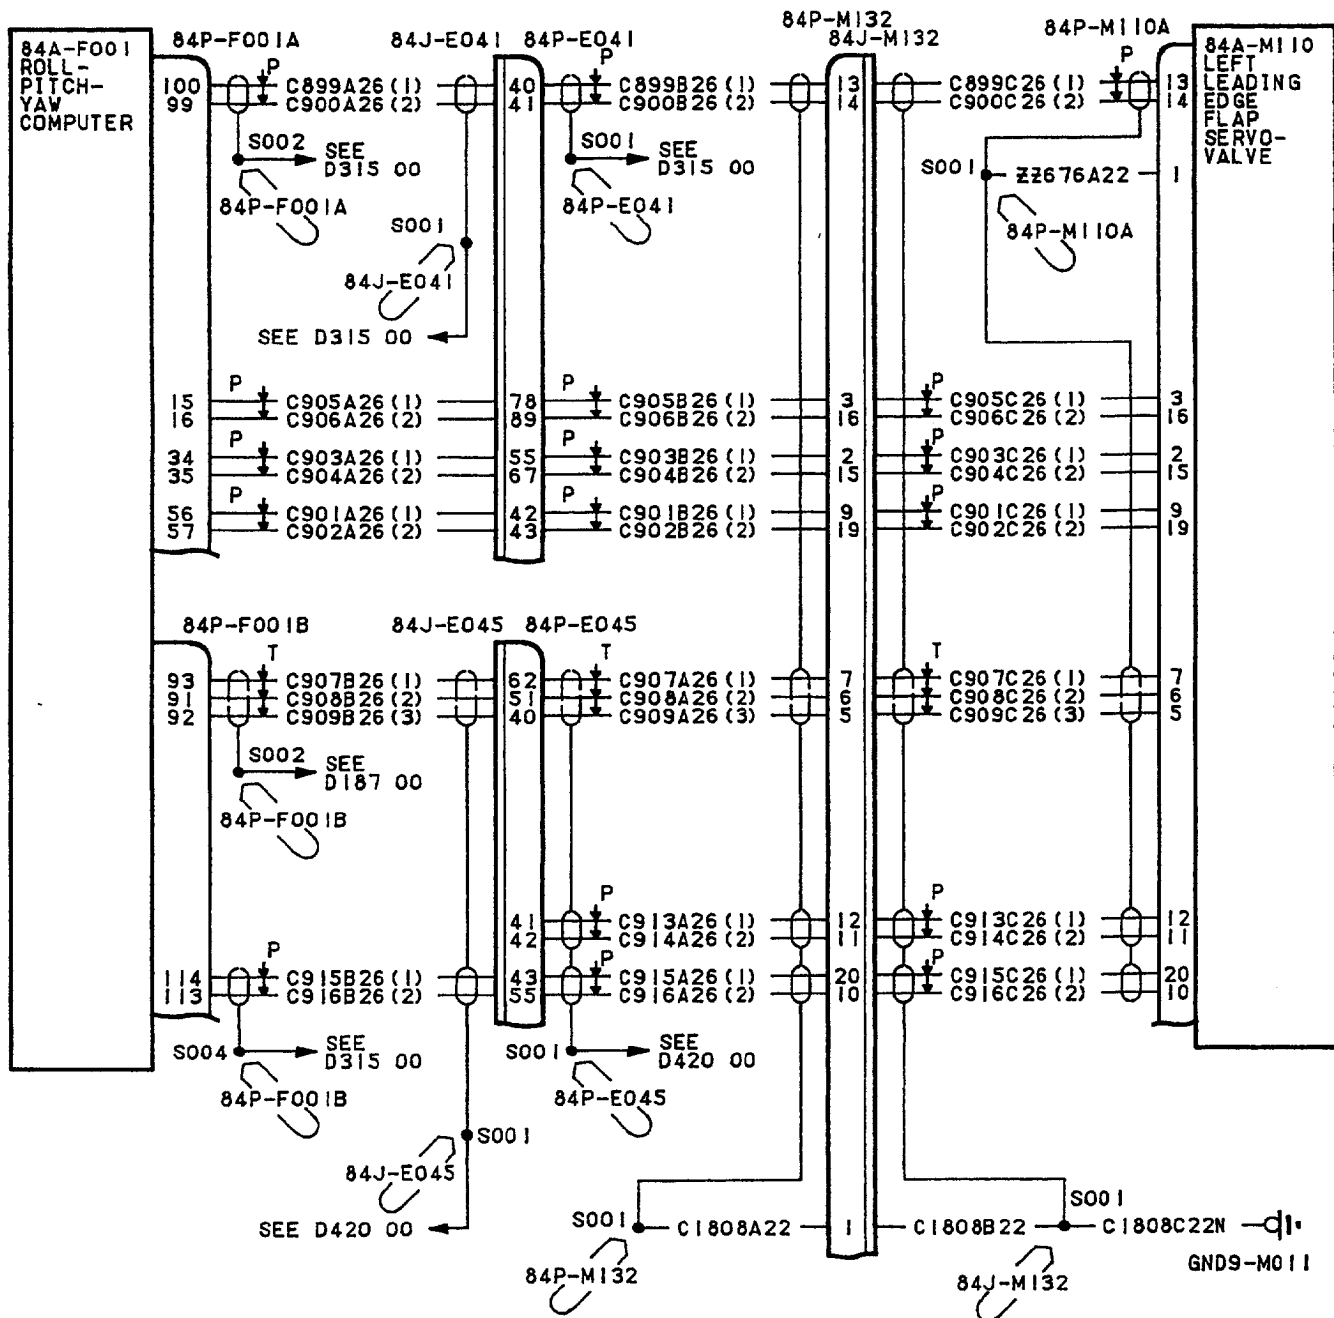 84P-M132
84P-F001A 84J-E041 84P-E041 84J-M132 84P-M110A
84A-F001
ROLL-
PITCH-
YAW
COMPUTER
84A-M110
LEFT
LEADING
EDGE
FLAP
SERVO-
VALVE
P P P
100 C899A26(1) 40 C899B26(1) 13 C899C26(1) 13
99 C900A26(2) 41 C900B26(2) 14 C900C26(2) 14
S002 SEE
D315 00
S001 SEE
D315 00
S001 ZZ676A22 1
84P-F001A 84P-E041 84P-M110A
S001
84J-E041
SEE D315 00
P P P
15 C905A26(1) 78 C905B26(1) 3 C905C26(1) 3
16 C906A26(2) 89 C906B26(2) 16 C906C26(2) 16
P P P
34 C903A26(1) 55 C903B26(1) 2 C903C26(1) 2
35 C904A26(2) 67 C904B26(2) 15 C904C26(2) 15
P P P
56 C901A26(1) 42 C901B26(1) 9 C901C26(1) 9
57 C902A26(2) 43 C902B26(2) 19 C902C26(2) 19
84P-F001B 84J-E045 84P-E045
T T T
93 C907B26(1) 62 C907A26(1) 7 C907C26(1) 7
91 C908B26(2) 51 C908A26(2) 6 C908C26(2) 6
92 C909B26(3) 40 C909A26(3) 5 C909C26(3) 5
S002 SEE
D187 00
84P-F001B
P P
41 C913A26(1) 12 C913C26(1) 12
42 C914A26(2) 11 C914C26(2) 11
P P P
114 C915B26(1) 43 C915A26(1) 20 C915C26(1) 20
113 C916B26(2) 55 C916A26(2) 10 C916C26(2) 10
S004 SEE
D315 00
S001 SEE
D420 00
84P-F001B 84P-E045
S001
84J-E045
SEE D420 00
S001
S001 C1808A22 1 C1808B22 C1808C22N
GND9-M011
84P-M132 84J-M132